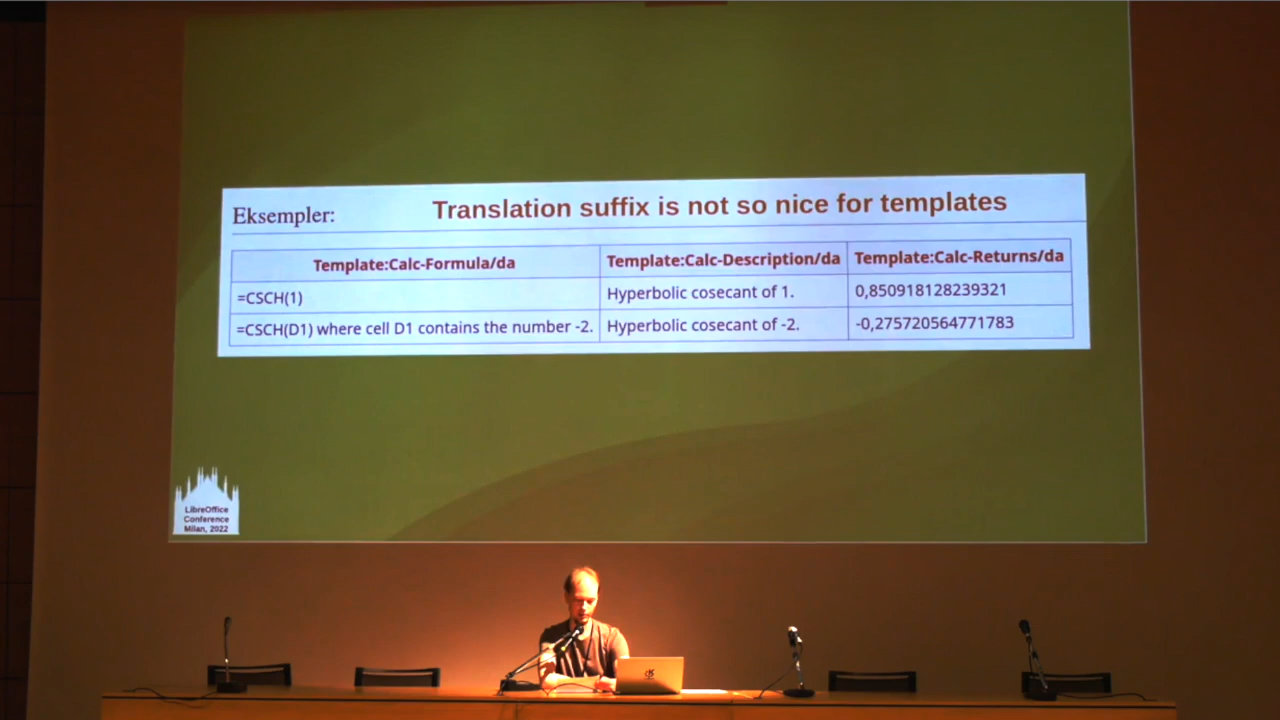 Eksempler:
Translation suffix is not so nice for templates
Template:Calc-Formula/da
Template:Calc-Description/da
Template:Calc-Returns/da
=CSCH(1)
Hyperbolic cosecant of 1.
0,850918128239321
=CSCH(D1) where cell D1 contains the number -2.
Hyperbolic cosecant of -2.
-0,275720564771783
LibreOffice
Conference
Milan, 2022